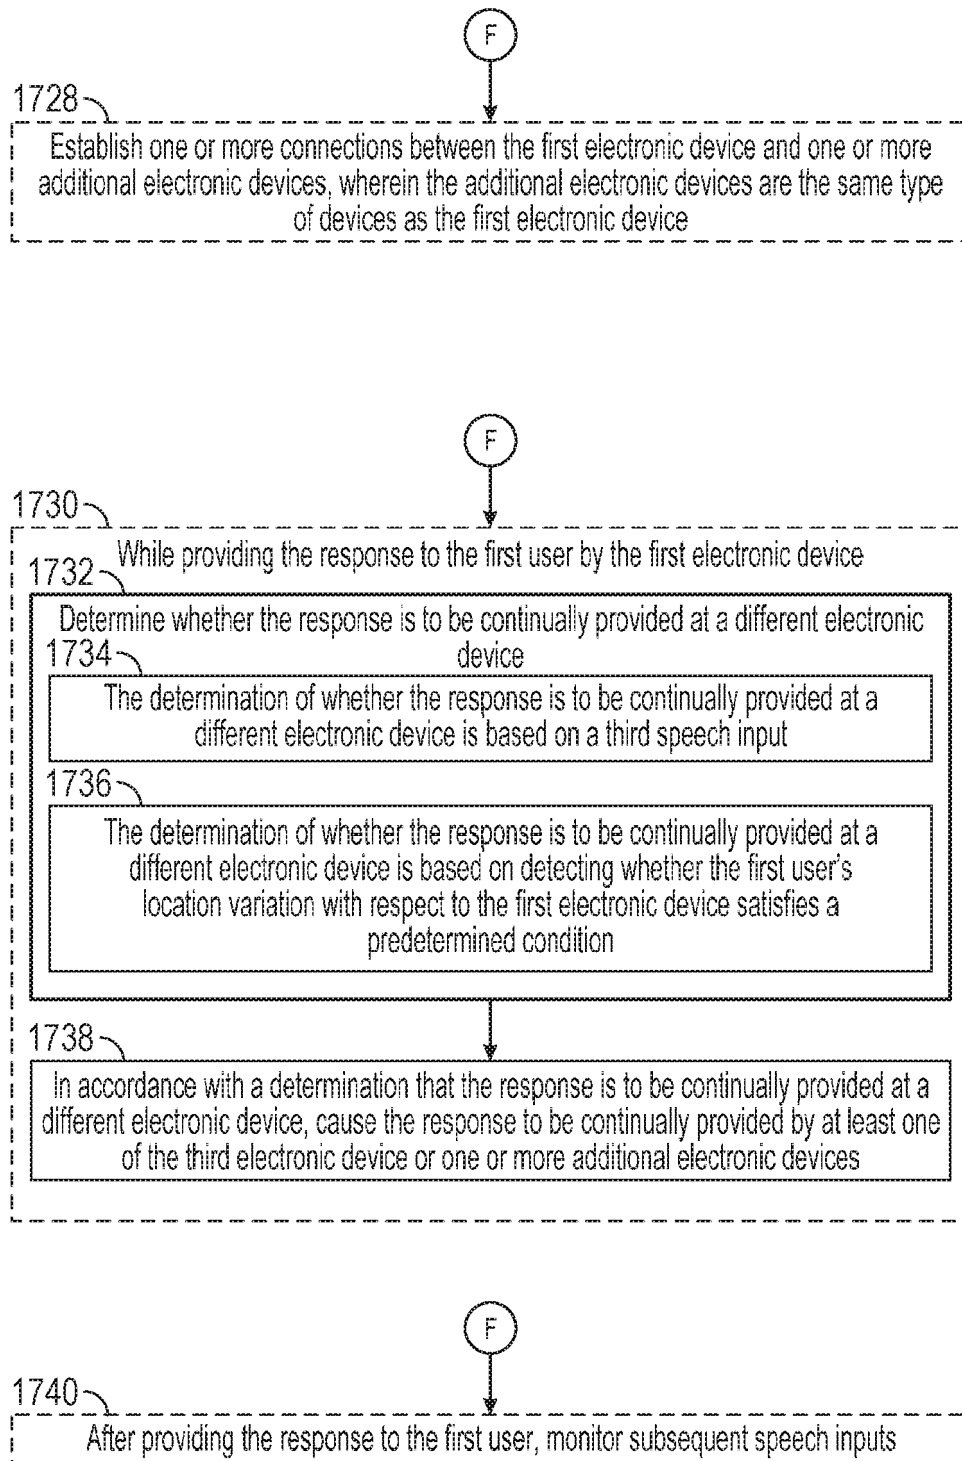 F
1728
Establish one or more connections between the first electronic device and one or more
additional electronic devices, wherein the additional electronic devices are the same type
of devices as the first electronic device
F
1730
While providing the response to the first user by the first electronic device
1732
Determine whether the response is to be continually provided at a different electronic
device
1734
The determination of whether the response is to be continually provided at a
different electronic device is based on a third speech input
1736
The determination of whether the response is to be continually provided at a
different electronic device is based on detecting whether the first user's
location variation with respect to the first electronic device satisfies a
predetermined condition
1738
In accordance with a determination that the response is to be continually provided at a
different electronic device, cause the response to be continually provided by at least one
of the third electronic device or one or more additional electronic devices
F
1740
After providing the response to the first user, monitor subsequent speech inputs